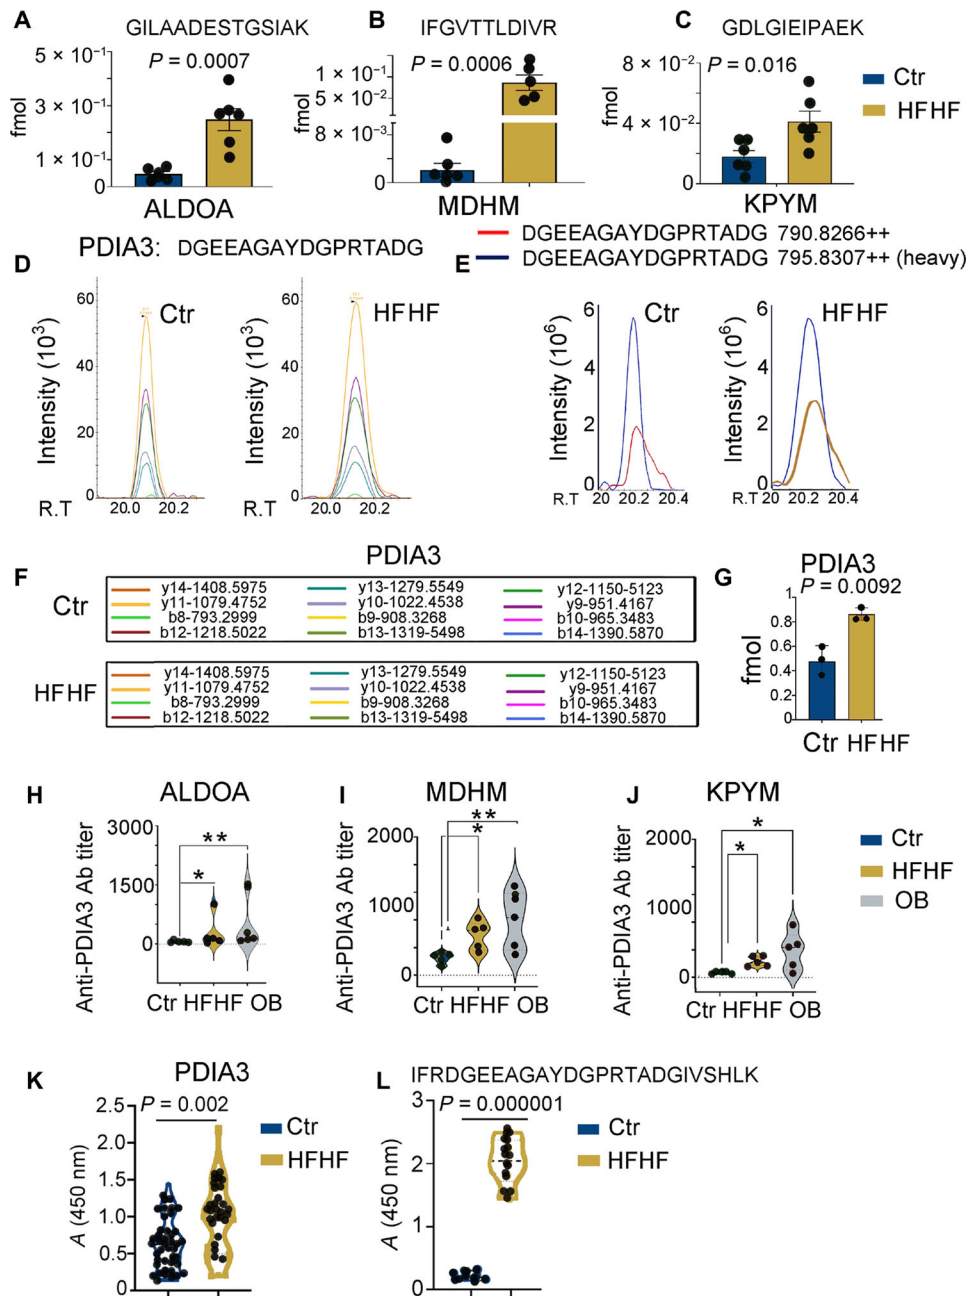 A GILAADESTGSIAK
5 × 10⁻¹
3 × 10⁻¹
1 × 10⁻¹
0
fmol
P = 0.0007
ALDOA
B IFGVTTLDIVR
1 × 10⁻¹
5 × 10⁻²
8 × 10⁻³
0
fmol
P = 0.0006
MDHM
C GDLGIEIPAEK
8 × 10⁻²
4 × 10⁻²
0
fmol
P = 0.016
KPYM
Ctr
HFHF
PDIA3: DGEEAGAYDGPRTADG
DGEEAGAYDGPRTADG 790.8266++
DGEEAGAYDGPRTADG 795.8307++ (heavy)
D
Ctr
Intensity (10³)
60
40
20
0
R.T 20.0 20.2
HFHF
Intensity (10³)
60
40
20
0
R.T 20.0 20.2
E
Ctr
Intensity (10⁶)
6
4
2
0
R.T 20 20.2 20.4
HFHF
Intensity (10⁶)
6
4
2
0
R.T 20 20.2 20.4
F PDIA3
Ctr
y14-1408.5975 y13-1279.5549 y12-1150-5123
y11-1079.4752 y10-1022.4538 y9-951.4167
b8-793.2999 b9-908.3268 b10-965.3483
b12-1218.5022 b13-1319-5498 b14-1390.5870
HFHF
y14-1408.5975 y13-1279.5549 y12-1150-5123
y11-1079.4752 y10-1022.4538 y9-951.4167
b8-793.2999 b9-908.3268 b10-965.3483
b12-1218.5022 b13-1319-5498 b14-1390.5870
G PDIA3
P = 0.0092
1
0.8
0.6
0.4
0.2
0
fmol
Ctr HFHF
H ALDOA
Anti-PDIA3 Ab titer
3000
1500
0
**
*
Ctr HFHF OB
I MDHM
Anti-PDIA3 Ab titer
2000
1000
0
**
*
Ctr HFHF OB
J KPYM
Anti-PDIA3 Ab titer
2000
1000
0
*
*
Ctr HFHF OB
Ctr
HFHF
OB
K PDIA3
P = 0.002
2.5
2.0
1.5
1.0
0.5
0
A (450 nm)
Ctr
HFHF
L IFRDGEEAGAYDGPRTADGIVSHLK
P = 0.000001
3
2
1
0
A (450 nm)
Ctr
HFHF